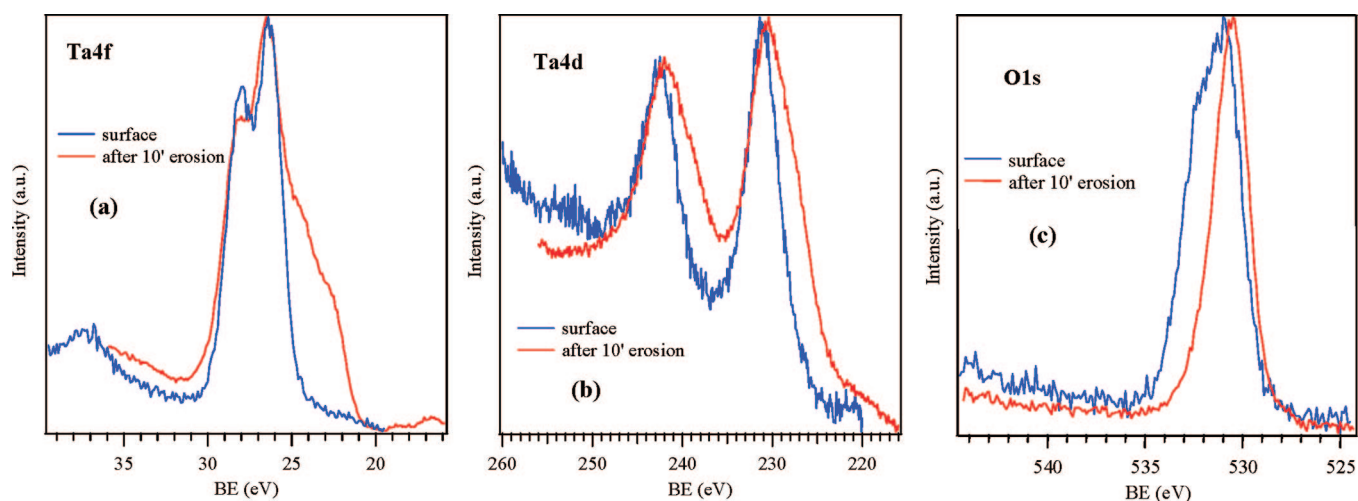 Ta4f
surface
after 10' erosion
(a)
Intensity (a.u.)
35 30 25 20
BE (eV)
Ta4d
surface
after 10' erosion
(b)
Intensity (a.u.)
260 250 240 230 220
BE (eV)
O1s
surface
after 10' erosion
(c)
Intensity (a.u.)
540 535 530 525
BE (eV)